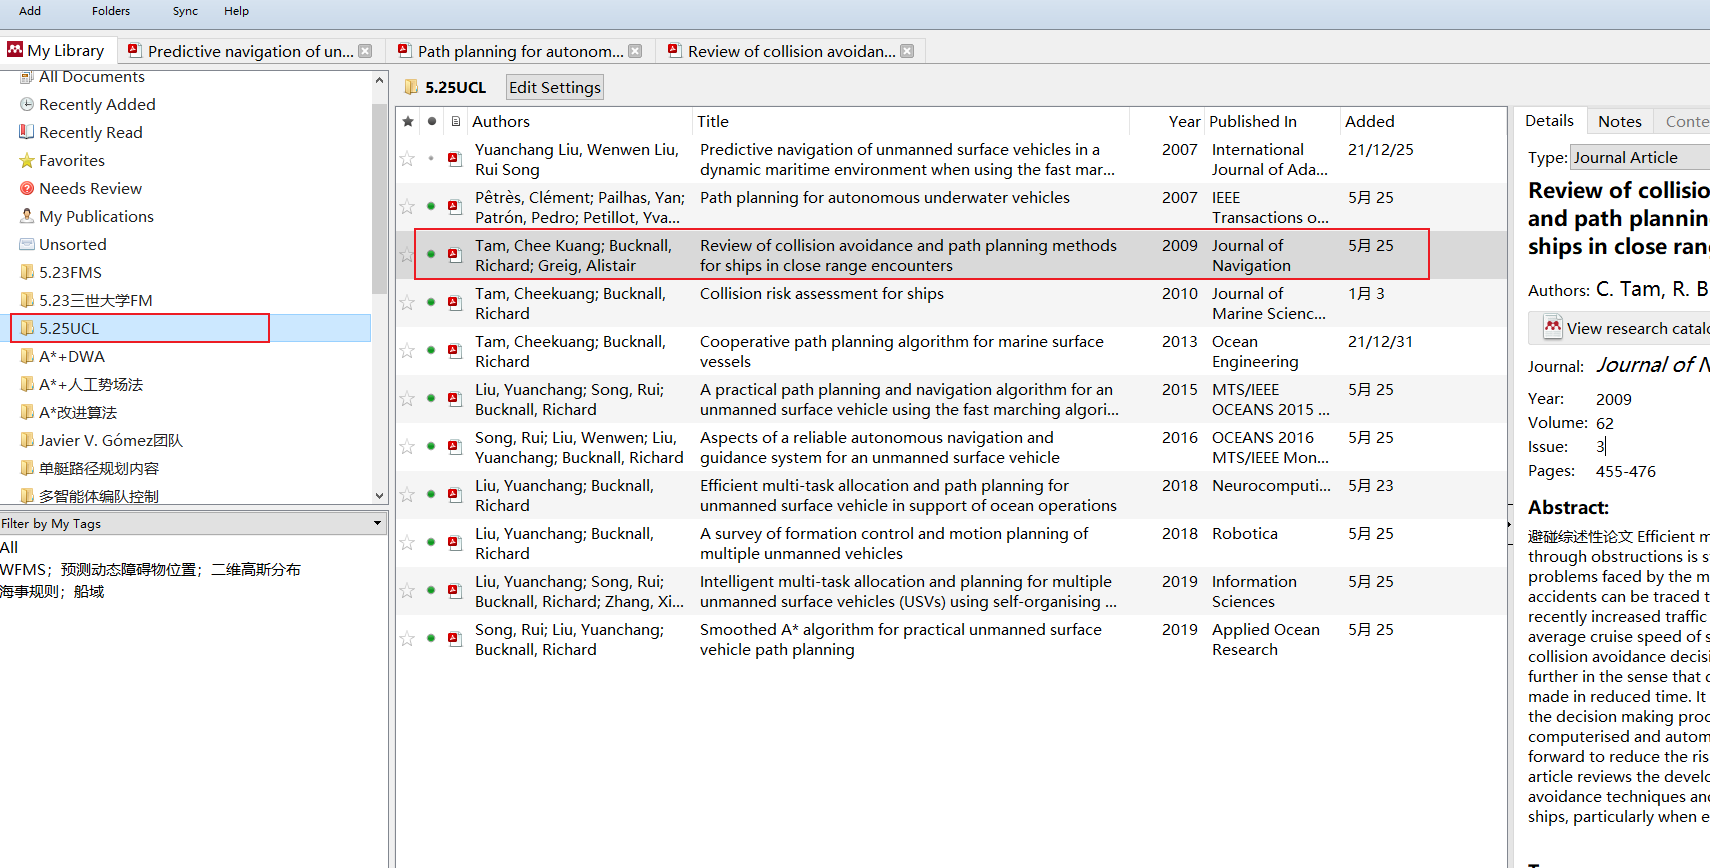 Add Folders Sync Help
My Library Predictive navigation of un... Path planning for autonom... Review of collision avoidan...
All Documents
Recently Added
Recently Read
Favorites
Needs Review
My Publications
Unsorted
5.23FMS
5.23三世大学FM
5.25UCL
A*+DWA
A*+人工势场法
A*改进算法
Javier V. Gómez团队
单艇路径规划内容
多智能体编队控制
Filter by My Tags
All
WFMS；预测动态障碍物位置；二维高斯分布
海事规则；船域
5.25UCL Edit Settings
Authors Title Year Published In Added
Yuanchang Liu, Wenwen Liu, Predictive navigation of unmanned surface vehicles in a 2007 International 21/12/25
Rui Song dynamic maritime environment when using the fast mar... Journal of Ada...
Pêtrès, Clément; Pailhas, Yan; Path planning for autonomous underwater vehicles 2007 IEEE 5月 25
Patrón, Pedro; Petillot, Yva... Transactions o...
Tam, Chee Kuang; Bucknall, Review of collision avoidance and path planning methods 2009 Journal of 5月 25
Richard; Greig, Alistair for ships in close range encounters Navigation
Tam, Cheekuang; Bucknall, Collision risk assessment for ships 2010 Journal of 1月 3
Richard Marine Scienc...
Tam, Cheekuang; Bucknall, Cooperative path planning algorithm for marine surface 2013 Ocean 21/12/31
Richard vessels Engineering
Liu, Yuanchang; Song, Rui; A practical path planning and navigation algorithm for an 2015 MTS/IEEE 5月 25
Bucknall, Richard unmanned surface vehicle using the fast marching algori... OCEANS 2015 ...
Song, Rui; Liu, Wenwen; Liu, Aspects of a reliable autonomous navigation and 2016 OCEANS 2016 5月 25
Yuanchang; Bucknall, Richard guidance system for an unmanned surface vehicle MTS/IEEE Mon...
Liu, Yuanchang; Bucknall, Efficient multi-task allocation and path planning for 2018 Neurocomputi... 5月 23
Richard unmanned surface vehicle in support of ocean operations
Liu, Yuanchang; Bucknall, A survey of formation control and motion planning of 2018 Robotica 5月 25
Richard multiple unmanned vehicles
Liu, Yuanchang; Song, Rui; Intelligent multi-task allocation and planning for multiple 2019 Information 5月 25
Bucknall, Richard; Zhang, Xi... unmanned surface vehicles (USVs) using self-organising ... Sciences
Song, Rui; Liu, Yuanchang; Smoothed A* algorithm for practical unmanned surface 2019 Applied Ocean 5月 25
Bucknall, Richard vehicle path planning Research
Details Notes Conte
Type: Journal Article
Review of collisio
and path plannin
ships in close ran
Authors: C. Tam, R. B
View research catal
Journal: Journal of N
Year: 2009
Volume: 62
Issue: 3
Pages: 455-476
Abstract:
避碰综述性论文 Efficient m
through obstructions is s
problems faced by the m
accidents can be traced t
recently increased traffic
average cruise speed of s
collision avoidance decisi
further in the sense that
made in reduced time. It
the decision making proc
computerised and autom
forward to reduce the ris
article reviews the develo
avoidance techniques an
ships, particularly when e